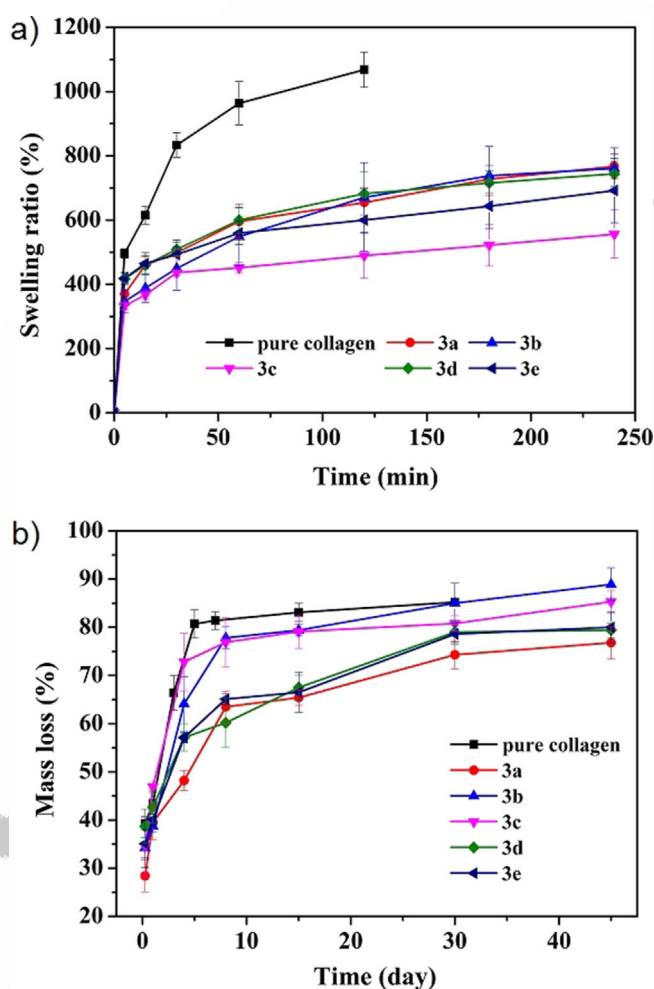 a)
1200
1000
800
600
400
200
0
Swelling ratio (%)
pure collagen 3a 3b
3c 3d 3e
0 50 100 150 200 250
Time (min)
b)
100
90
80
70
60
50
40
30
20
Mass loss (%)
pure collagen
3a
3b
3c
3d
3e
0 10 20 30 40
Time (day)